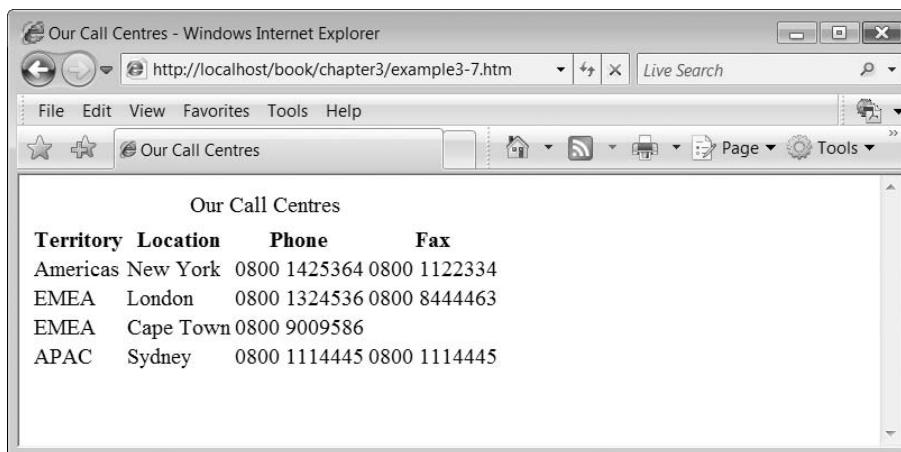 Our Call Centres - Windows Internet Explorer
http://localhost/book/chapter3/example3-7.htm
Live Search
File Edit View Favorites Tools Help
Our Call Centres
Page
Tools
Our Call Centres
Territory Location Phone Fax
Americas New York 0800 1425364 0800 1122334
EMEA London 0800 1324536 0800 8444463
EMEA Cape Town 0800 9009586
APAC Sydney 0800 1114445 0800 1114445